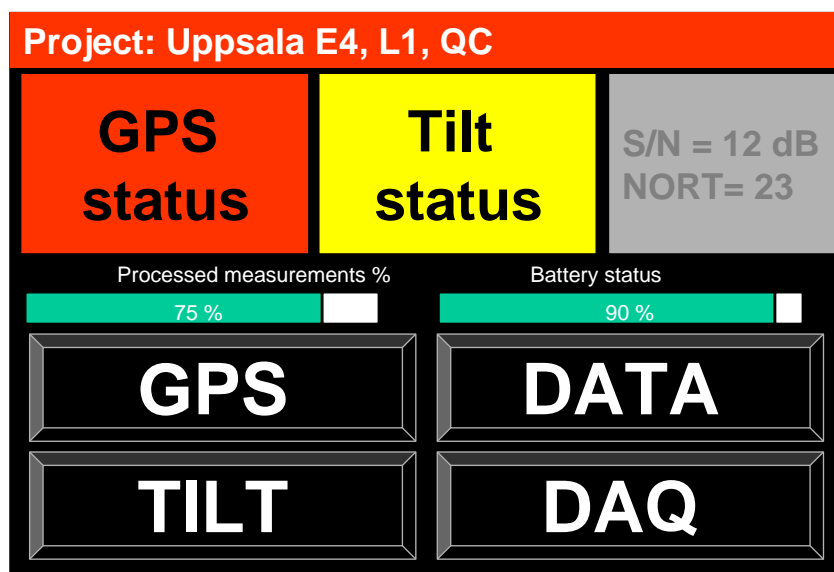 Project: Uppsala E4, L1, QC
GPS
status
Tilt
status
S/N = 12 dB
NORT= 23
Processed measurements %
Battery status
75 %
90 %
GPS
DATA
TILT
DAQ